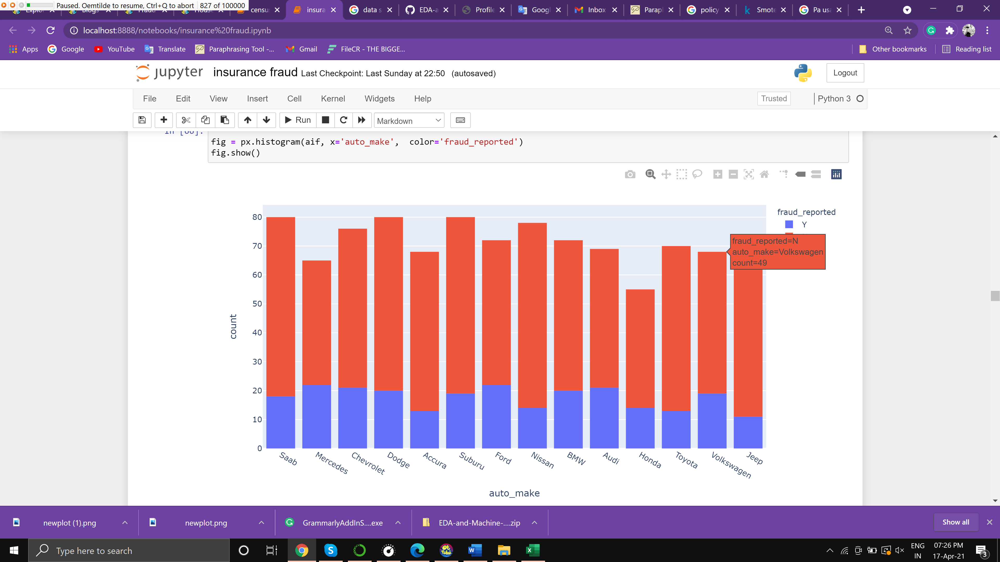 Paused. Oemtilde to resume, Ctrl+Q to abort 827 of 100000
Explor Blogs Fraud House censu insura data s EDA-a Profile Googl Inbox Parap policy Smote Pa usa
localhost:8888/notebooks/insurance%20fraud.ipynb
Apps Google YouTube Translate Paraphrasing Tool -... Gmail FileCR - THE BIGGE... Other bookmarks Reading list
jupyter insurance fraud Last Checkpoint: Last Sunday at 22:50 (autosaved) Logout
File Edit View Insert Cell Kernel Widgets Help Trusted Python 3
Run Markdown
fig = px.histogram(aif, x='auto_make',  color='fraud_reported')
fig.show()
fraud_reported
Y
fraud_reported=N
auto_make=Volkswagen
count=49
80
70
60
50
40
30
20
10
0
count
Saab Mercedes Chevrolet Dodge Accura Suburu Ford Nissan BMW Audi Honda Toyota Volkswagen Jeep
auto_make
newplot (1).png newplot.png GrammarlyAddInS....exe EDA-and-Machine-....zip Show all
Type here to search
ENG
IN
07:26 PM
17-Apr-21
3